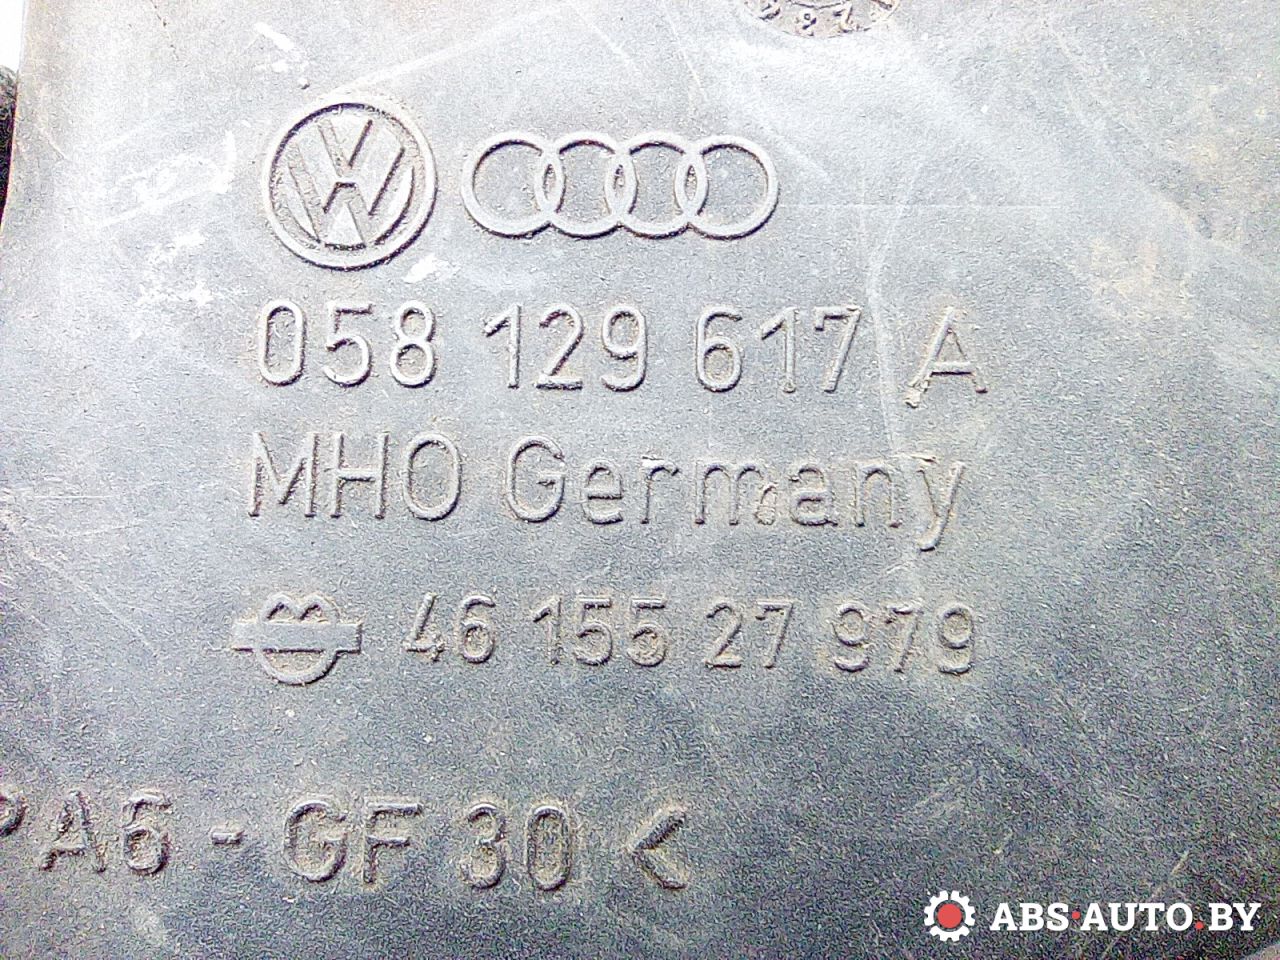 058 129 617 A
MHO Germany
46 155 27 979
PA6 - GF 30 <
ABS·AUTO.BY